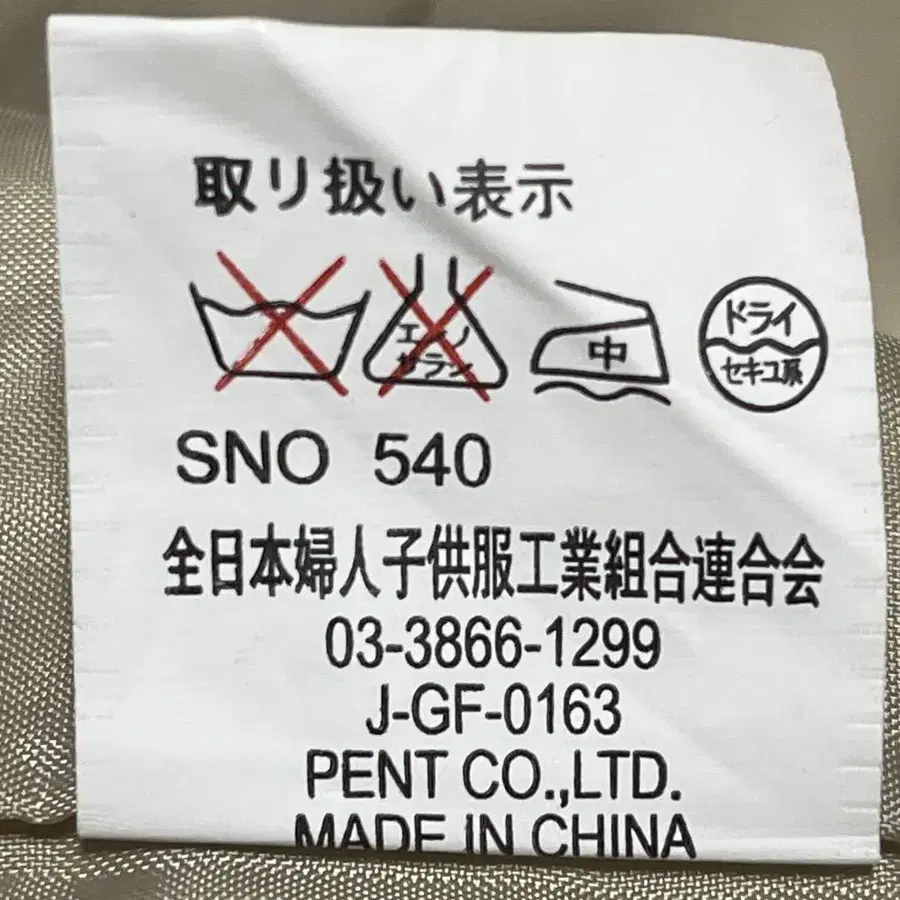 取り扱い表示
エンソ
サラシ
中
ドライ
セキユ系
SNO 540
全日本婦人子供服工業組合連合会
03-3866-1299
J-GF-0163
PENT CO.,LTD.
MADE IN CHINA